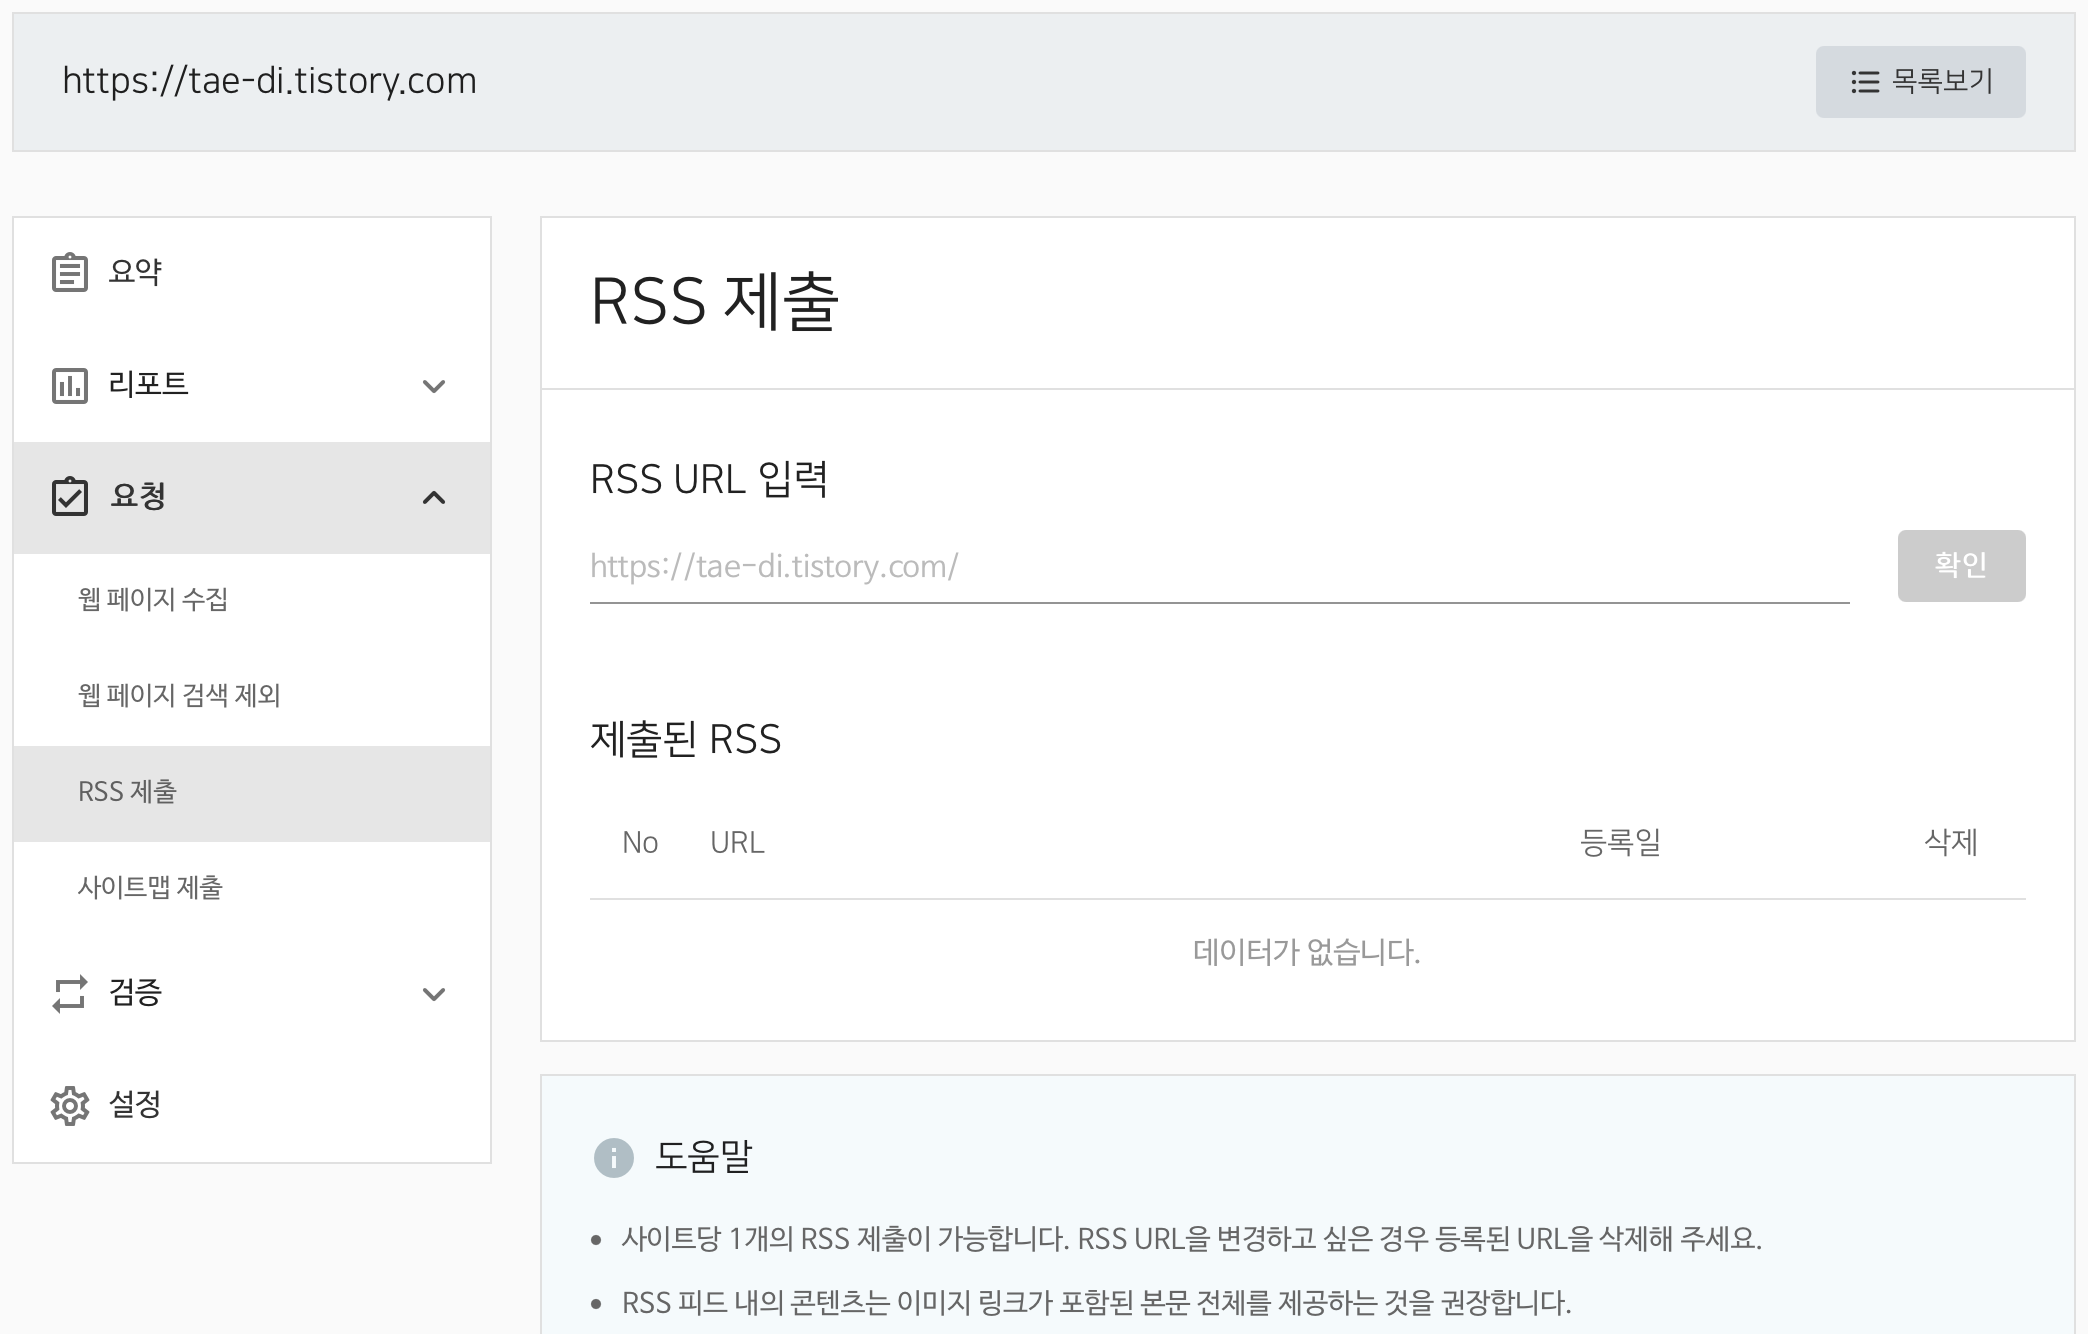 https://tae-di.tistory.com
목록보기
요약
리포트
요청
웹 페이지 수집
웹 페이지 검색 제외
RSS 제출
사이트맵 제출
검증
설정
RSS 제출
RSS URL 입력
https://tae-di.tistory.com/
확인
제출된 RSS
No URL 등록일 삭제
데이터가 없습니다.
도움말
• 사이트당 1개의 RSS 제출이 가능합니다. RSS URL을 변경하고 싶은 경우 등록된 URL을 삭제해 주세요.
• RSS 피드 내의 콘텐츠는 이미지 링크가 포함된 본문 전체를 제공하는 것을 권장합니다.